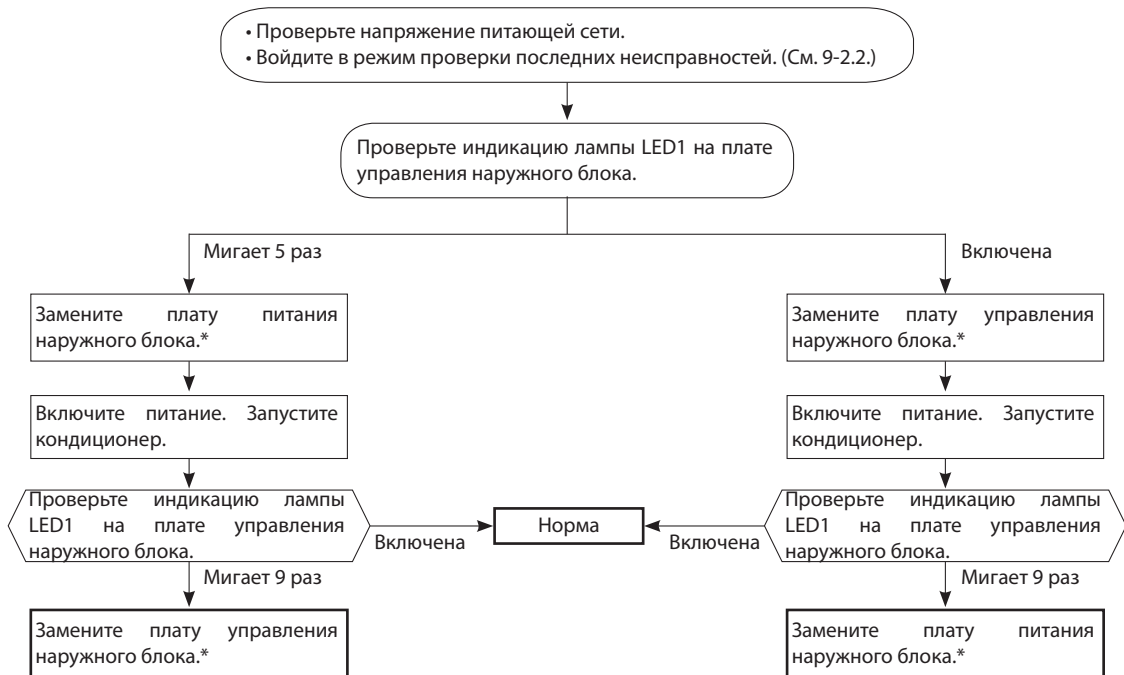 • Проверьте напряжение питающей сети.
• Войдите в режим проверки последних неисправностей. (См. 9-2.2.)
Проверьте индикацию лампы LED1 на плате
управления наружного блока.
Мигает 5 раз
Включена
Замените плату питания
наружного блока.*
Замените плату управления
наружного блока.*
Включите питание. Запустите
кондиционер.
Включите питание. Запустите
кондиционер.
Проверьте индикацию лампы
LED1 на плате управления
наружного блока.
Включена
Норма
Включена
Проверьте индикацию лампы
LED1 на плате управления
наружного блока.
Мигает 9 раз
Мигает 9 раз
Замените плату управления
наружного блока.*
Замените плату питания
наружного блока.*